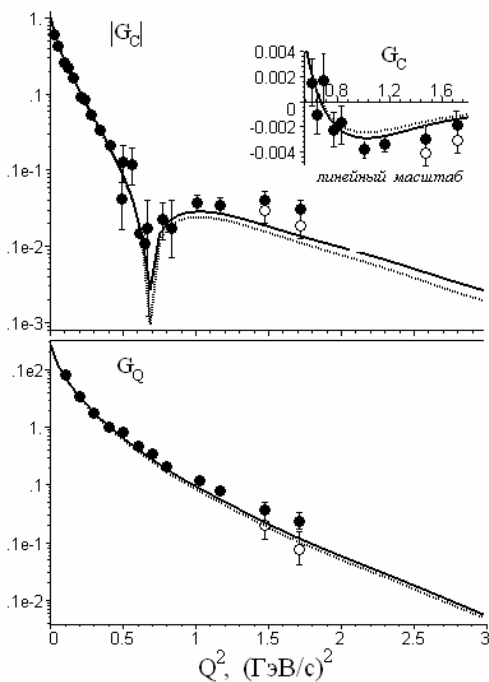 1.
|G_C|
.1
.1e-1
.1e-2
.1e-3
0.004
0.002
0
-0.002
-0.004
G_C
0.8
1.6
линейный масштаб
.1e2
1.
.1
.1e-1
.1e-2
G_Q
0
0.5
1
1.5
2
2.5
3
Q², (ГэВ/с)²